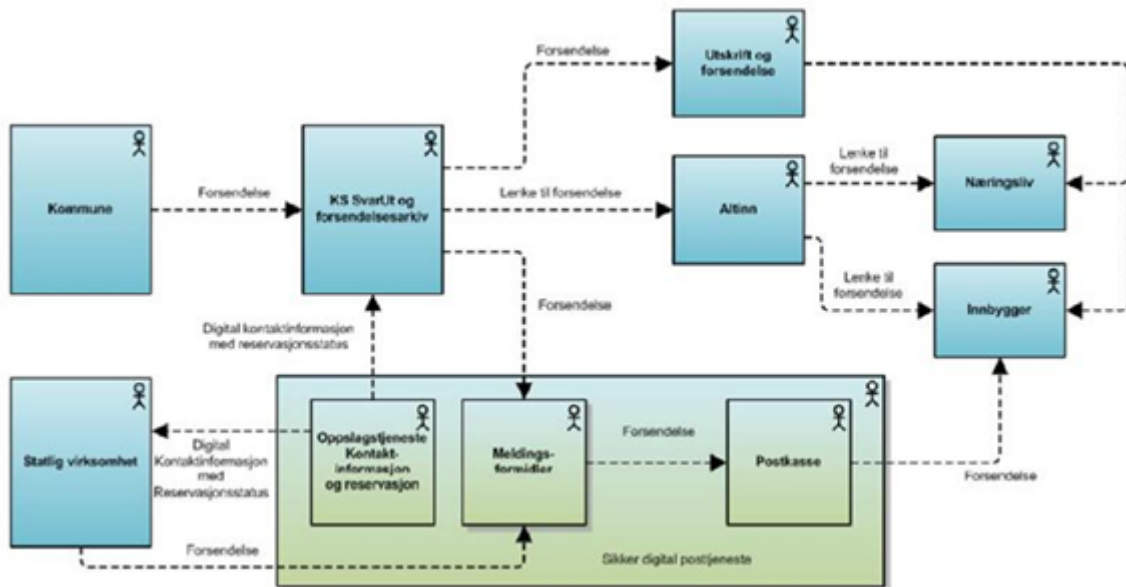 Forsendelse
Utskrift og
forsendelse
Kommune
Forsendelse
KS SvarUt og
forsendelsesarkiv
Lenke til forsendelse
Altinn
Lenke til
forsendelse
Næringsliv
Lenke til
forsendelse
Innbygger
Forsendelse
Digital kontaktinformasjon
med reservasjonsstatus
Statlig virksomhet
Digital
Kontaktinformasjon
med
Reservasjonsstatus
Oppslagstjeneste
Kontakt-
informasjon
og reservasjon
Meldings-
formidler
Forsendelse
Postkasse
Forsendelse
Forsendelse
Sikker digital posttjeneste